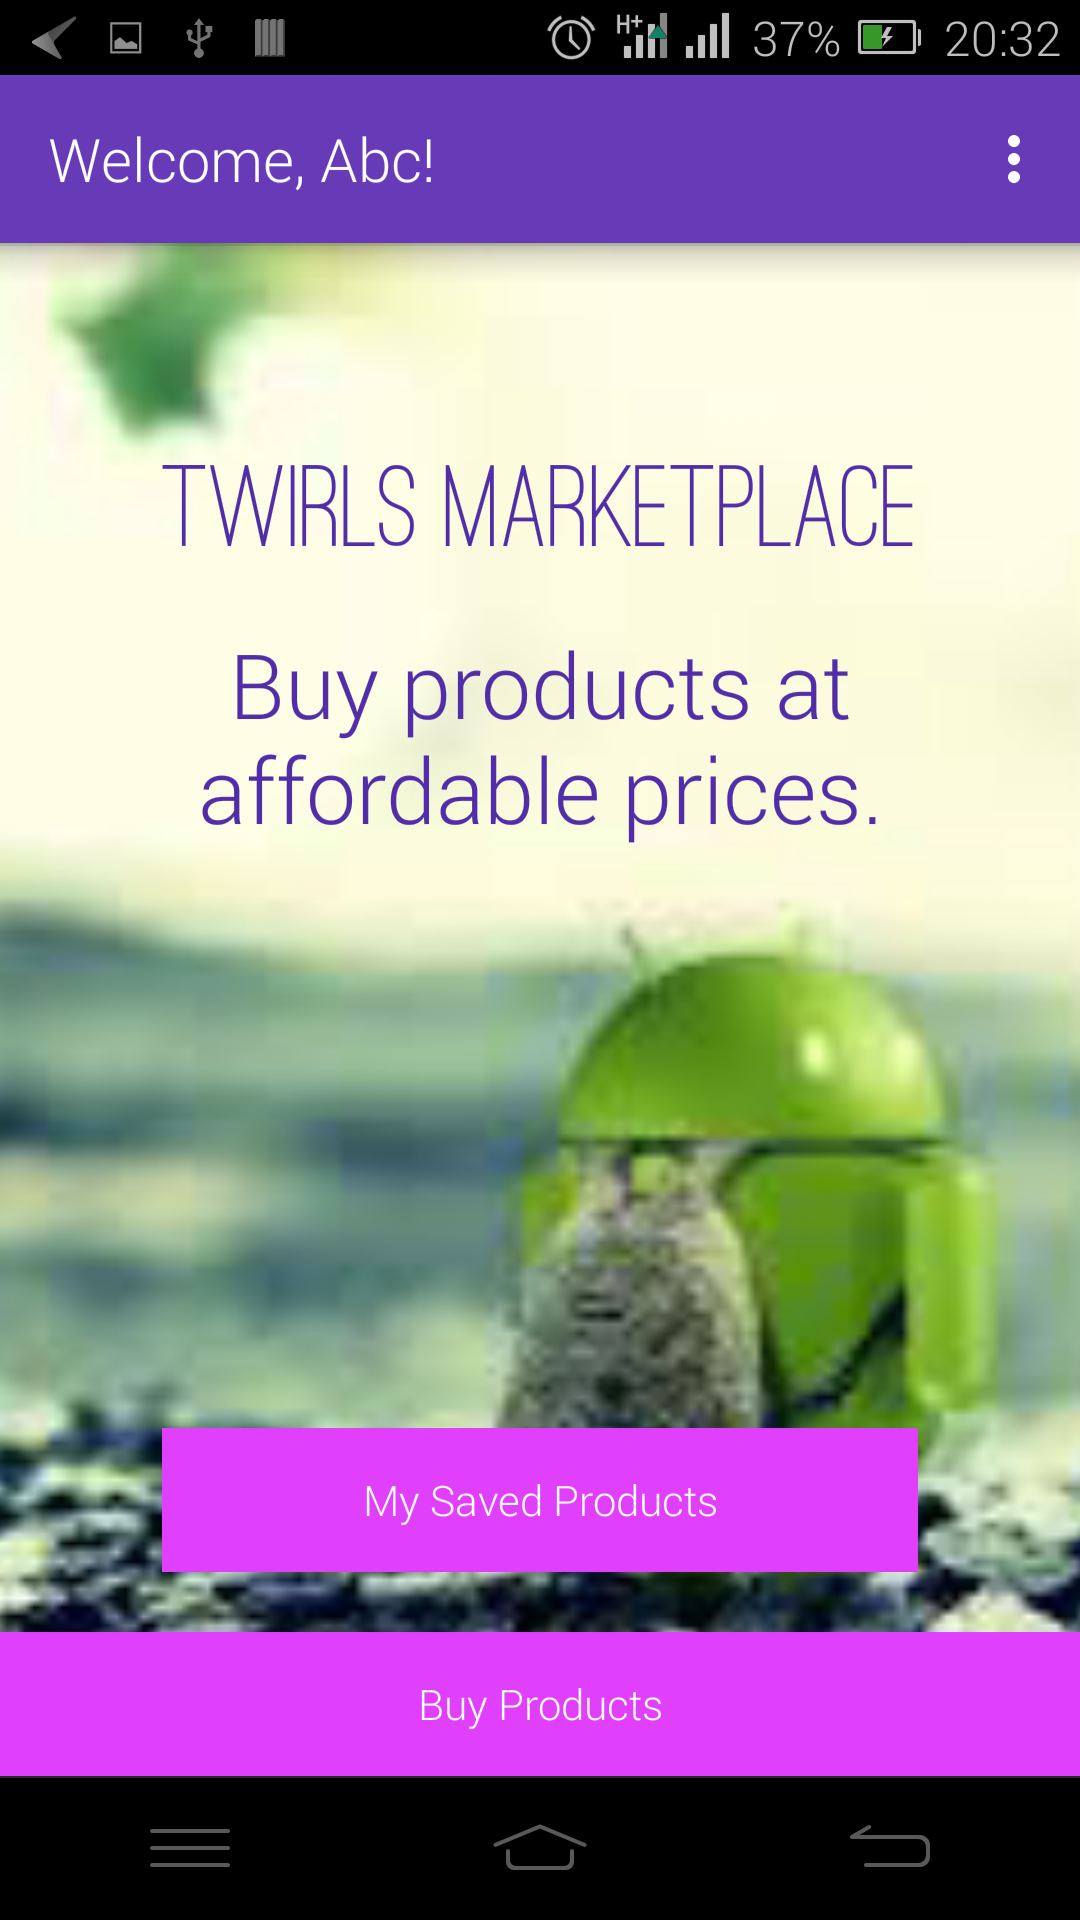 H+ 37% 20:32
Welcome, Abc!
TWIRLS MARKETPLACE
Buy products at
affordable prices.
My Saved Products
Buy Products